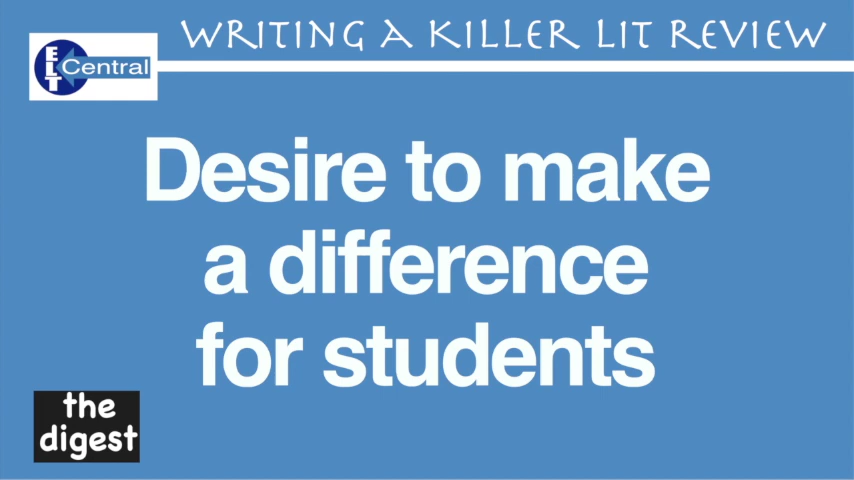 WRITING A KILLER LIT REVIEW
ELT
Central
Desire to make
a difference
for students
the
digest